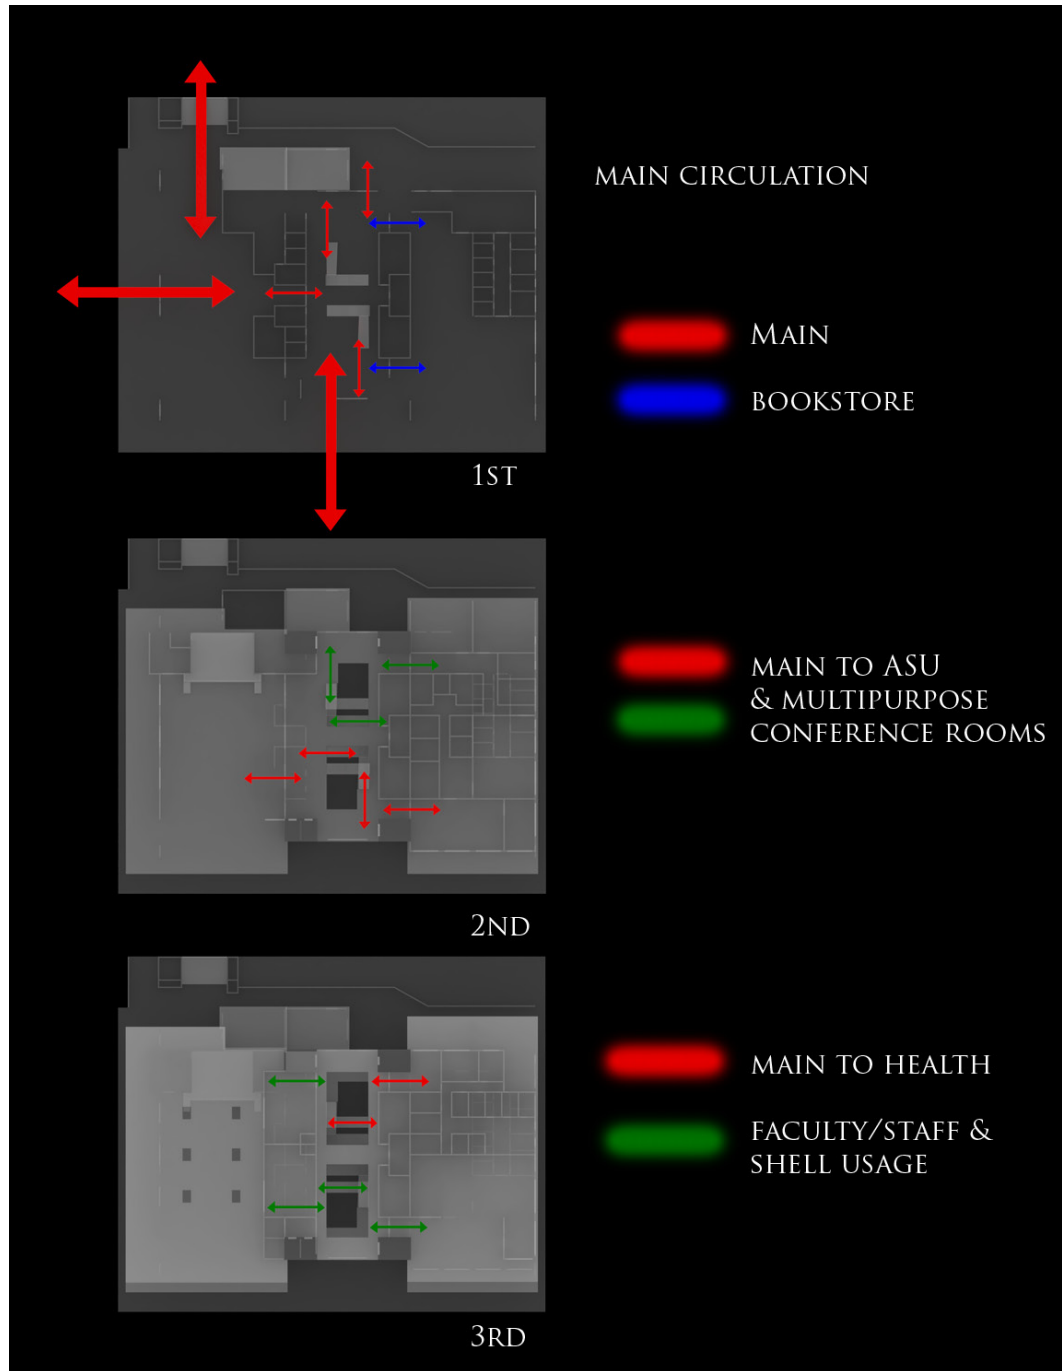 MAIN CIRCULATION
MAIN
BOOKSTORE
1ST
MAIN TO ASU
& MULTIPURPOSE
CONFERENCE ROOMS
2ND
MAIN TO HEALTH
FACULTY/STAFF &
SHELL USAGE
3RD